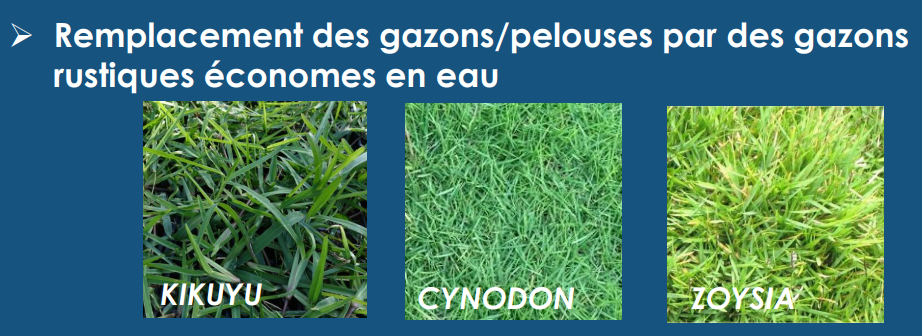 ➢ Remplacement des gazons/pelouses par des gazons
rustiques économes en eau
KIKUYU
CYNODON
ZOYSIA